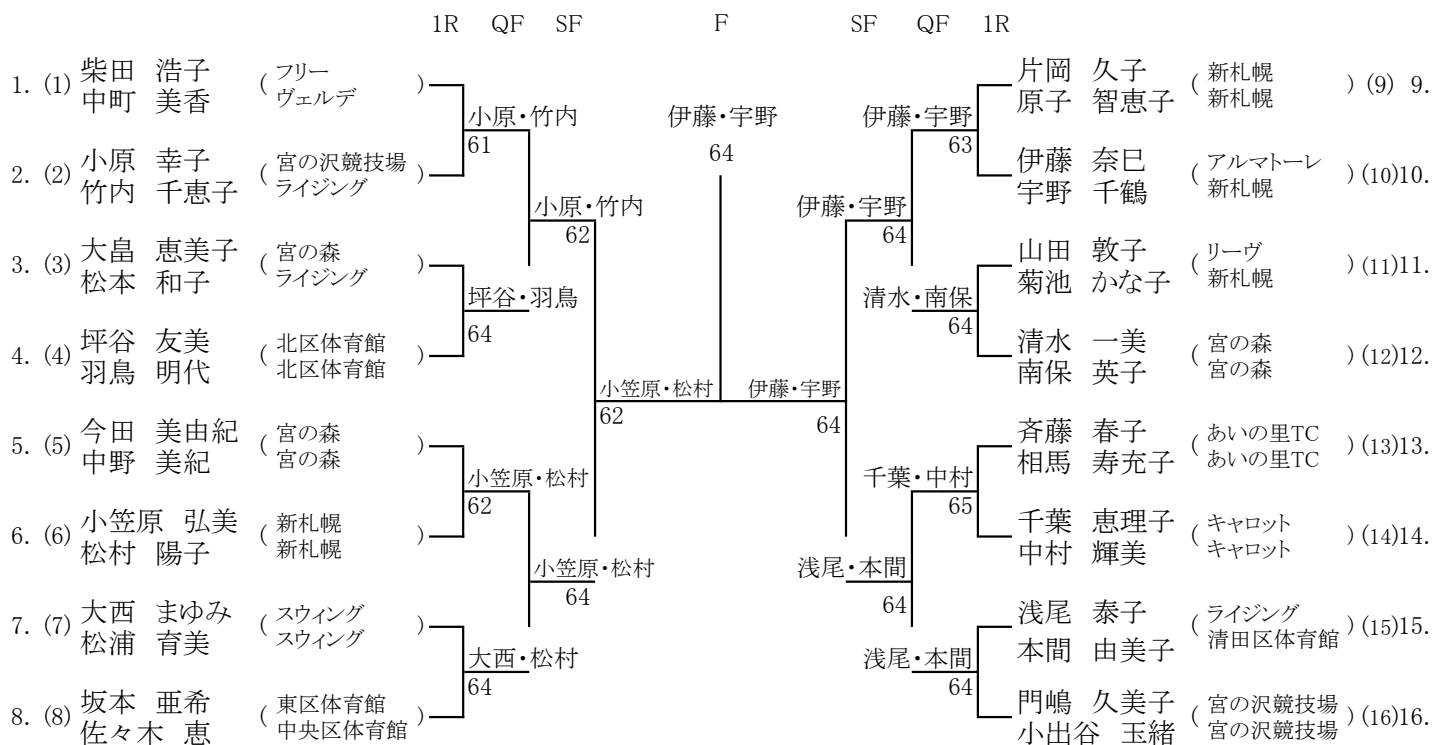 1R QF SF F SF QF 1R
1. (1) 柴田 浩子 ( フリー )
中町 美香 ヴェルデ
2. (2) 小原 幸子 ( 宮の沢競技場 )
竹内 千恵子 ライジング
3. (3) 大畠 恵美子 ( 宮の森 )
松本 和子 ライジング
4. (4) 坪谷 友美 ( 北区体育館 )
羽鳥 明代 北区体育館
5. (5) 今田 美由紀 ( 宮の森 )
中野 美紀 宮の森
6. (6) 小笠原 弘美 ( 新札幌 )
松村 陽子 新札幌
7. (7) 大西 まゆみ ( スウィング )
松浦 育美 スウィング
8. (8) 坂本 亜希 ( 東区体育館 )
佐々木 恵 中央区体育館
小原・竹内
61
坪谷・羽鳥
64
小笠原・松村
62
大西・松村
64
小原・竹内
62
小笠原・松村
64
小笠原・松村
62
伊藤・宇野
64
伊藤・宇野
64
伊藤・宇野
64
浅尾・本間
64
伊藤・宇野
63
清水・南保
64
千葉・中村
65
浅尾・本間
64
片岡 久子 ( 新札幌 ) (9) 9.
原子 智恵子 新札幌
伊藤 奈巳 ( アルマトーレ ) (10)10.
宇野 千鶴 新札幌
山田 敦子 ( リーヴ ) (11)11.
菊池 かな子 新札幌
清水 一美 ( 宮の森 ) (12)12.
南保 英子 宮の森
斉藤 春子 ( あいの里TC ) (13)13.
相馬 寿充子 あいの里TC
千葉 恵理子 ( キャロット ) (14)14.
中村 輝美 キャロット
浅尾 泰子 ( ライジング ) (15)15.
本間 由美子 清田区体育館
門嶋 久美子 ( 宮の沢競技場 ) (16)16.
小出谷 玉緒 宮の沢競技場